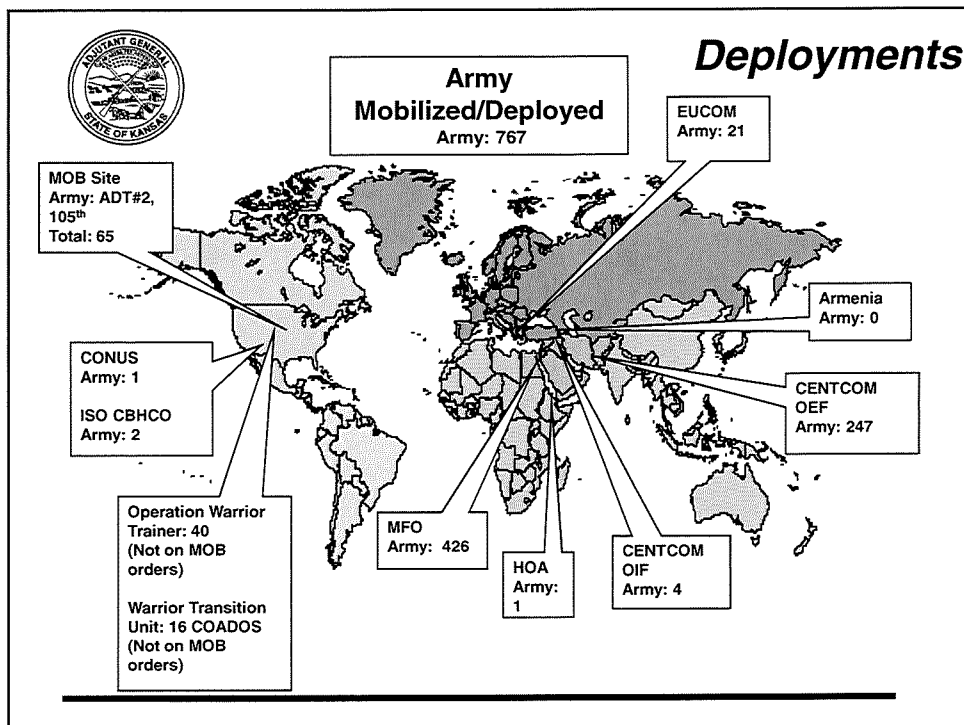 Deployments
ADJUTANT GENERAL
STATE OF KANSAS
Army
Mobilized/Deployed
Army: 767
EUCOM
Army: 21
MOB Site
Army: ADT#2,
105th
Total: 65
Armenia
Army: 0
CONUS
Army: 1
ISO CBHCO
Army: 2
CENTCOM
OEF
Army: 247
Operation Warrior
Trainer: 40
(Not on MOB
orders)
Warrior Transition
Unit: 16 COADOS
(Not on MOB
orders)
MFO
Army: 426
HOA
Army:
1
CENTCOM
OIF
Army: 4